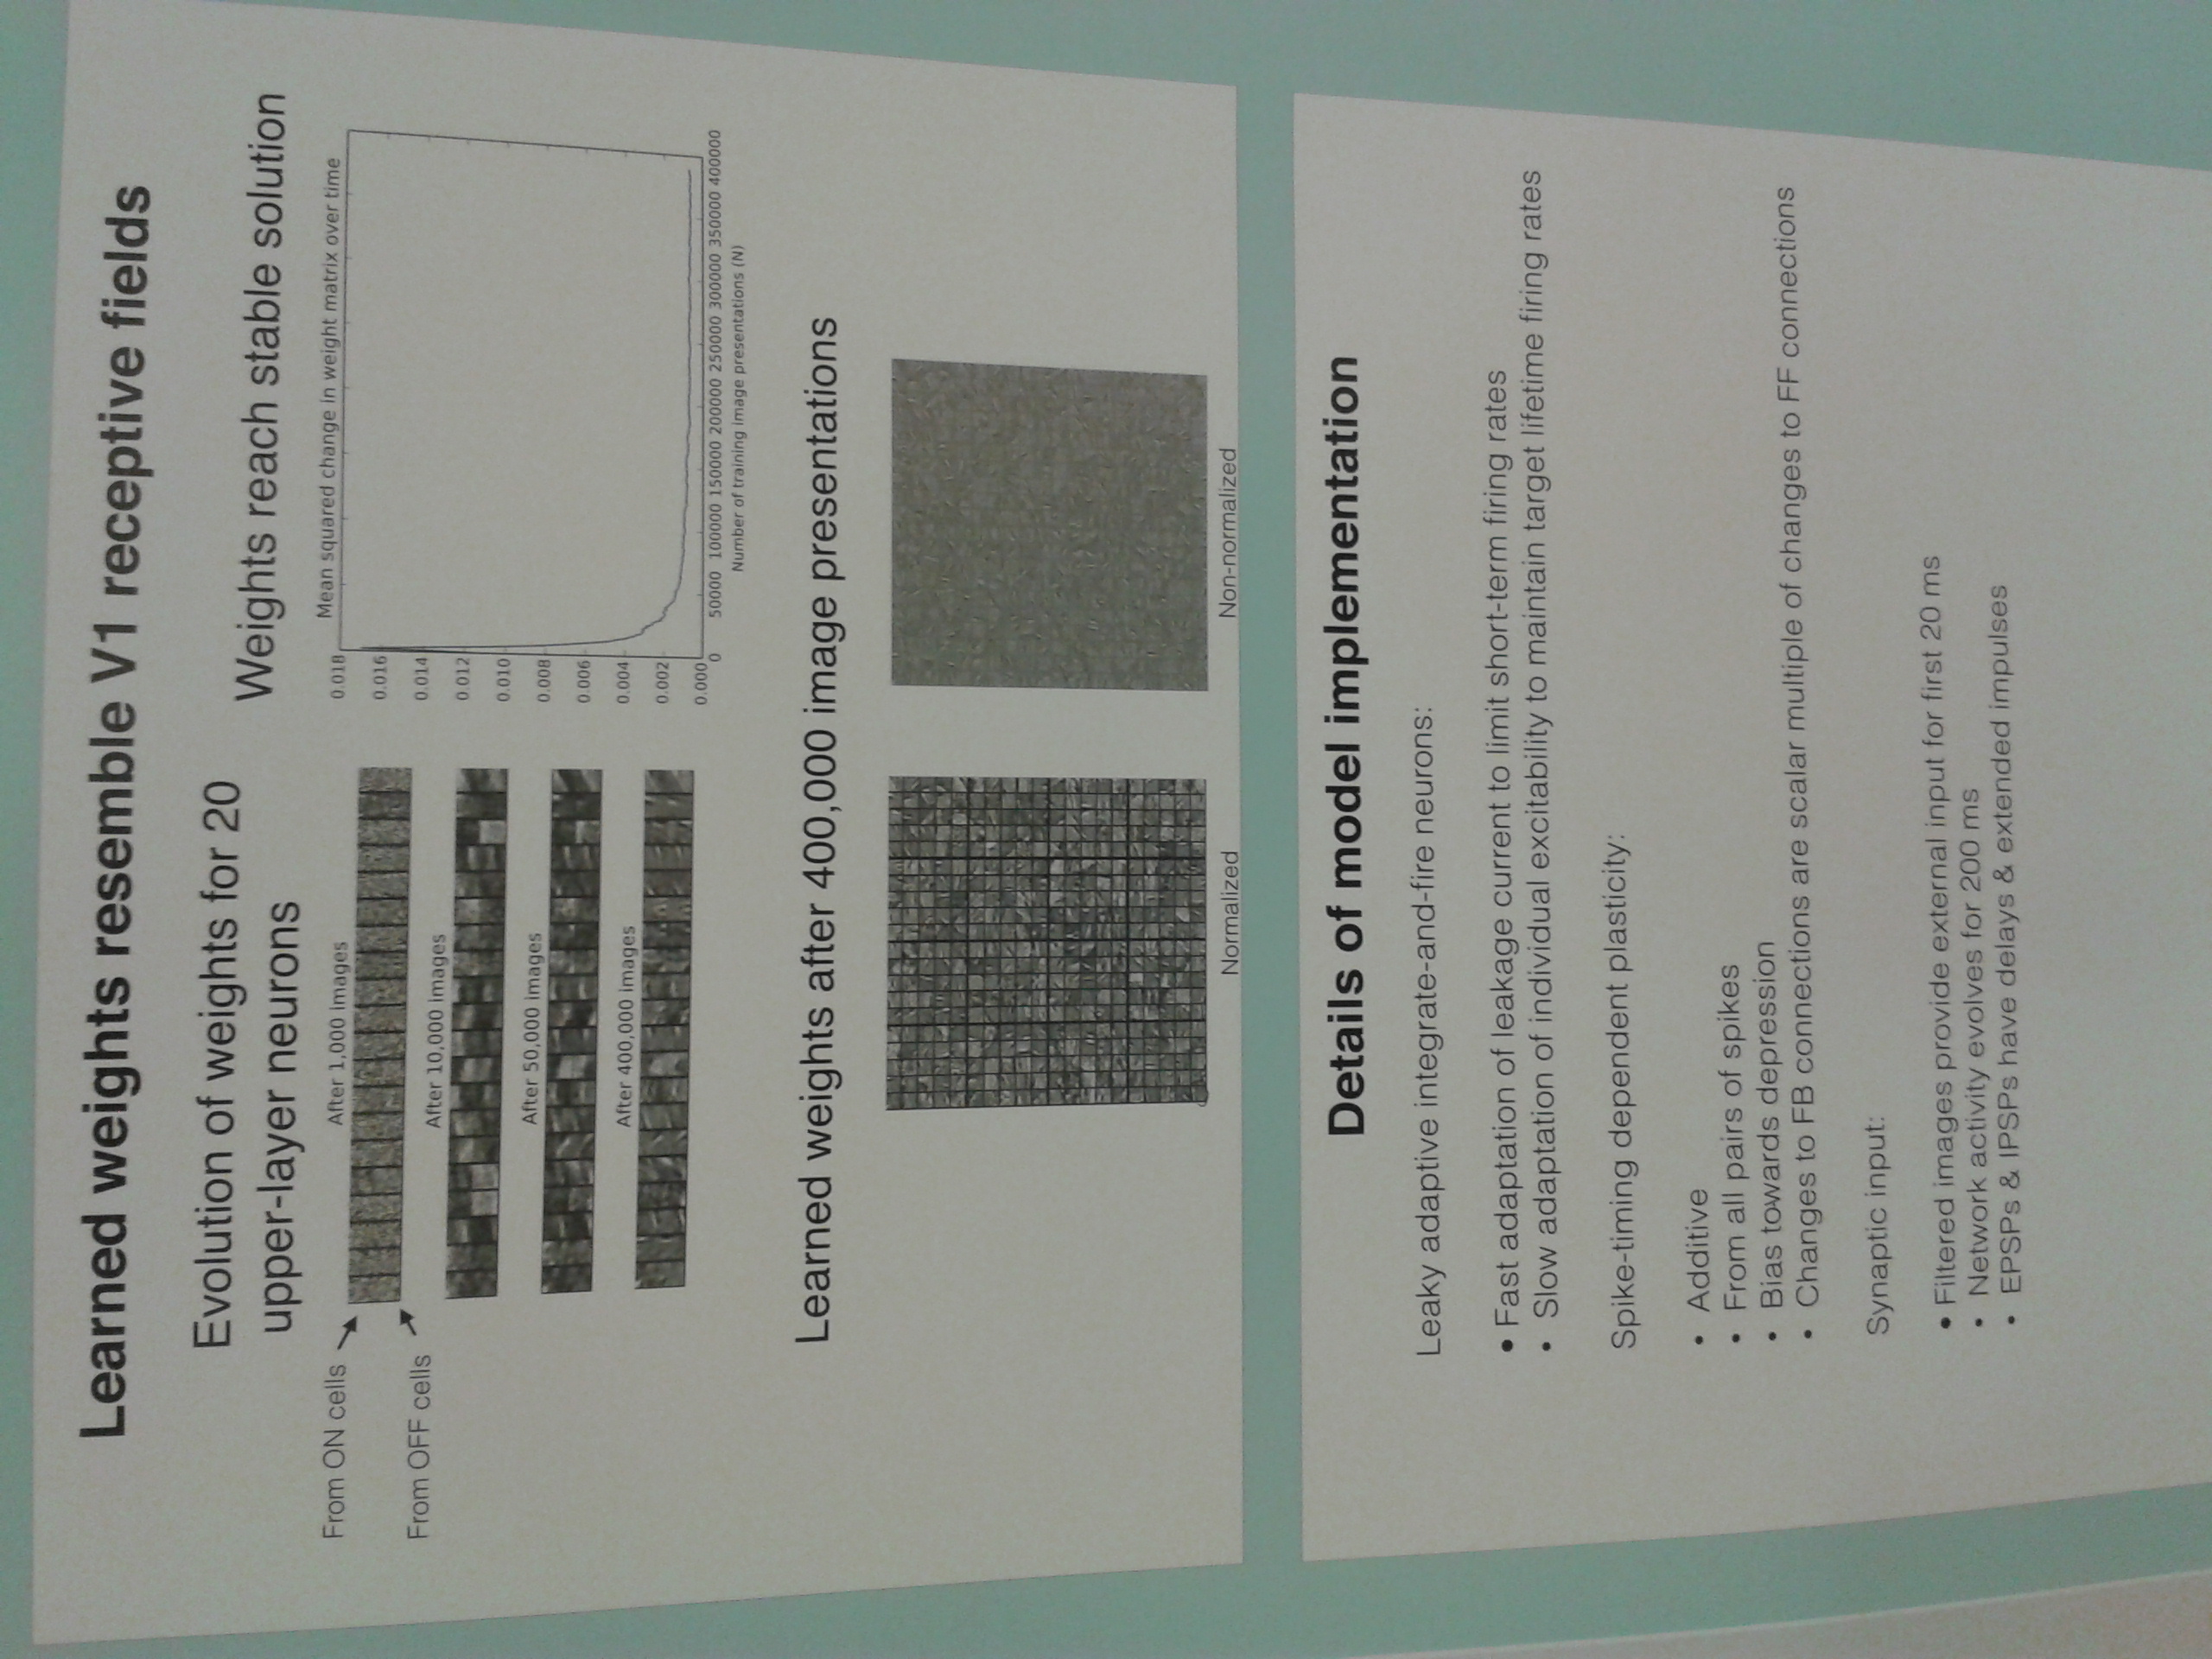 Learned weights resemble V1 receptive fields
Evolution of weights for 20
upper-layer neurons
From ON cells
From OFF cells
After 1,000 images
After 10,000 images
After 50,000 images
After 400,000 images
Weights reach stable solution
Mean squared change in weight matrix over time
0.018
0.016
0.014
0.012
0.010
0.008
0.006
0.004
0.002
0.000
0 50000 100000 150000 200000 250000 300000 350000 400000
Number of training image presentations (N)
Learned weights after 400,000 image presentations
Normalized
Non-normalized
Details of model implementation
Leaky adaptive integrate-and-fire neurons:
• Fast adaptation of leakage current to limit short-term firing rates
• Slow adaptation of individual excitability to maintain target lifetime firing rates
Spike-timing dependent plasticity:
• Additive
• From all pairs of spikes
• Bias towards depression
• Changes to FB connections are scalar multiple of changes to FF connections
Synaptic input:
• Filtered images provide external input for first 20 ms
• Network activity evolves for 200 ms
• EPSPs & IPSPs have delays & extended impulses